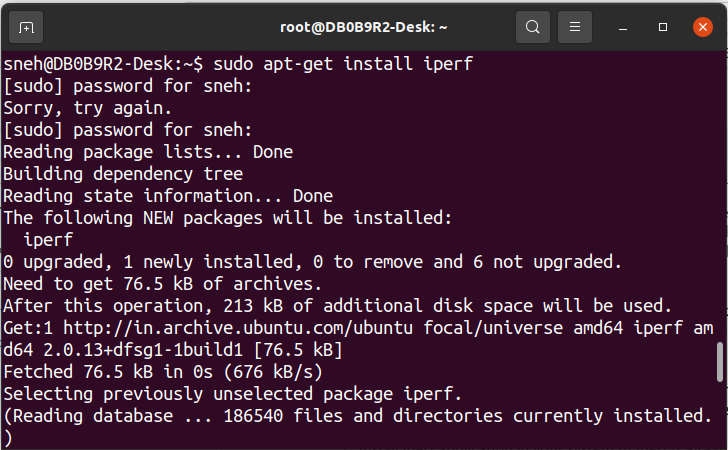 root@DB0B9R2-Desk: ~
sneh@DB0B9R2-Desk:~$ sudo apt-get install iperf
[sudo] password for sneh:
Sorry, try again.
[sudo] password for sneh:
Reading package lists... Done
Building dependency tree
Reading state information... Done
The following NEW packages will be installed:
  iperf
0 upgraded, 1 newly installed, 0 to remove and 6 not upgraded.
Need to get 76.5 kB of archives.
After this operation, 213 kB of additional disk space will be used.
Get:1 http://in.archive.ubuntu.com/ubuntu focal/universe amd64 iperf am
d64 2.0.13+dfsg1-1build1 [76.5 kB]
Fetched 76.5 kB in 0s (676 kB/s)
Selecting previously unselected package iperf.
(Reading database ... 186540 files and directories currently installed.
)